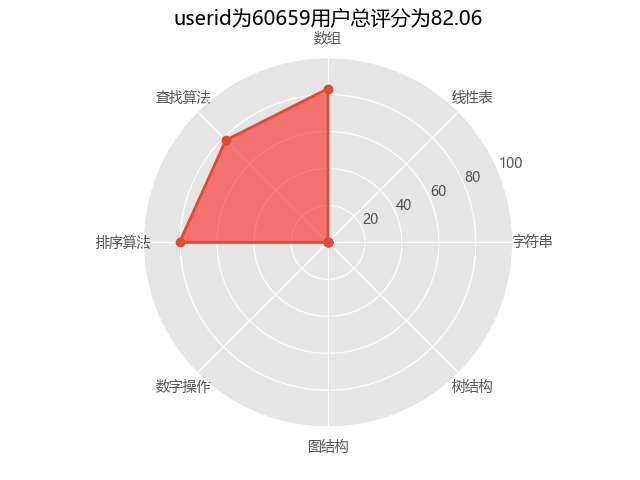 userid为60659用户总评分为82.06
数组
查找算法
线性表
100
80
60
40
20
排序算法
字符串
数字操作
树结构
图结构